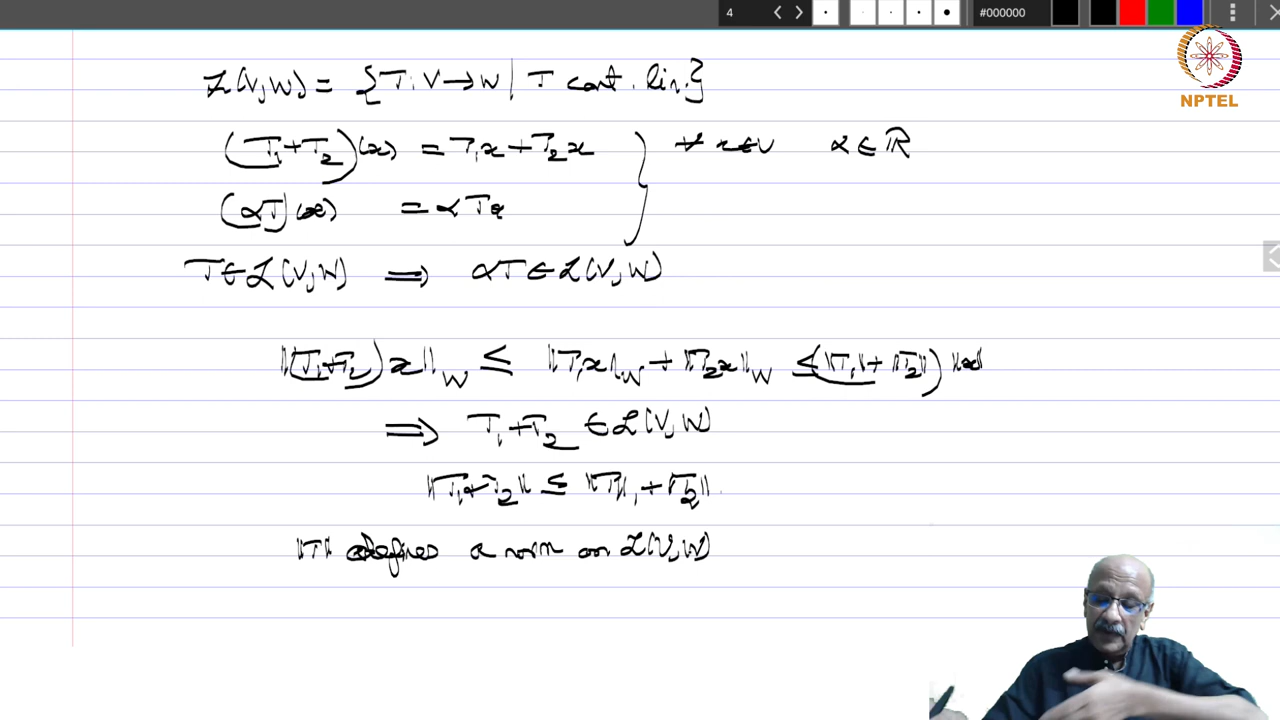 4 #000000
NPTEL
ℒ(V,W) = {T: V→W | T cont. lin.}
(T₁+T₂)(x) = T₁x+T₂x } ∀ x∈V α∈ℝ
(αT)(x) = αTx
T∈ℒ(V,W) ⟹ αT∈ℒ(V,W)
‖(T₁+T₂)x‖_W ≤ ‖T₁x‖_W + ‖T₂x‖_W ≤ (‖T₁‖+‖T₂‖)‖x‖
⟹ T₁+T₂ ∈ℒ(V,W)
‖T₁+T₂‖ ≤ ‖T₁‖ + ‖T₂‖.
‖T‖ defines a norm on ℒ(V,W)